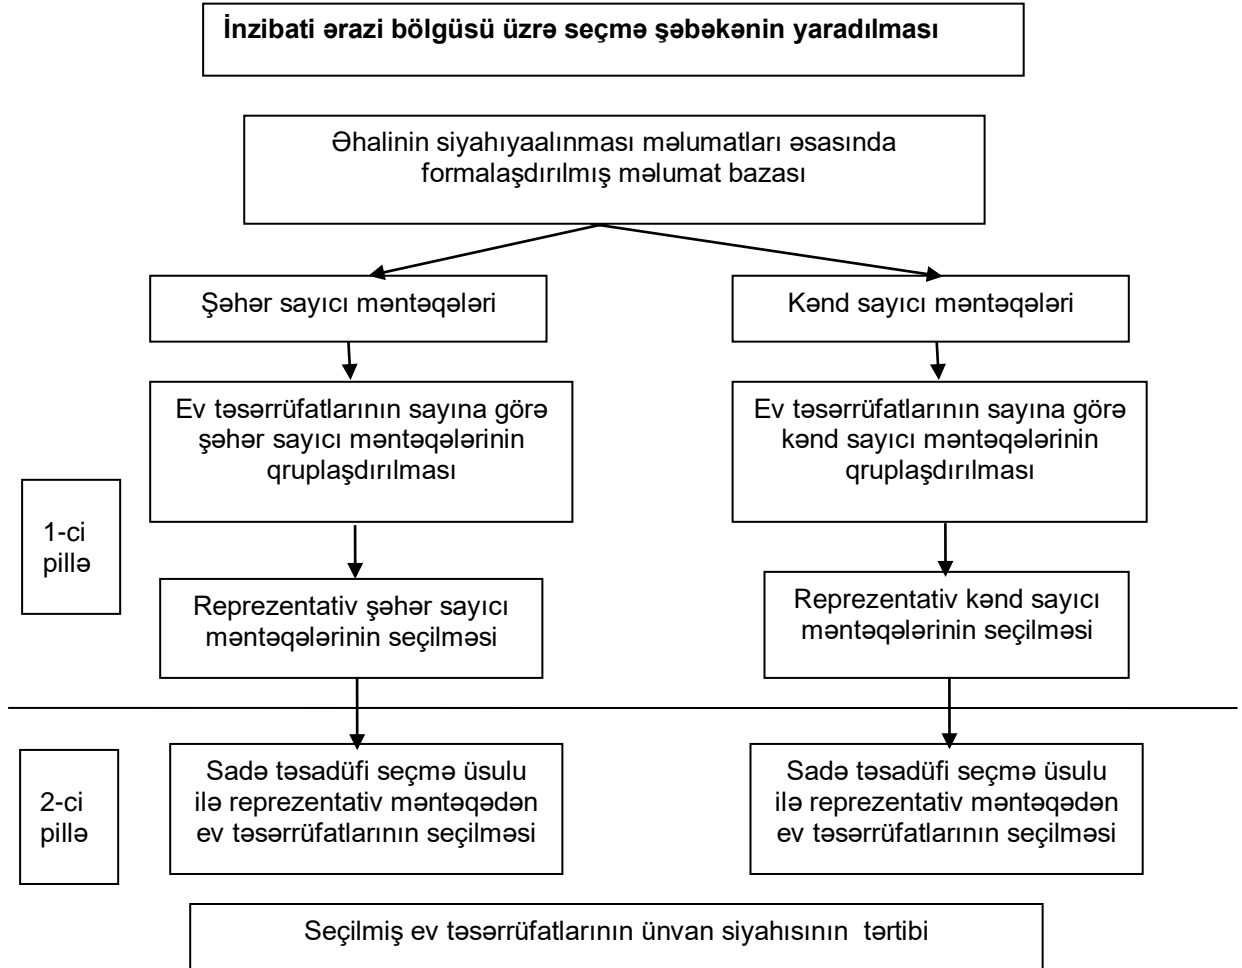 İnzibati ərazi bölgüsü üzrə seçmə şəbəkənin yaradılması
Əhalinin siyahıyaalınması məlumatları əsasında
formalaşdırılmış məlumat bazası
Şəhər sayıcı məntəqələri
Kənd sayıcı məntəqələri
Ev təsərrüfatlarının sayına görə
şəhər sayıcı məntəqələrinin
qruplaşdırılması
Ev təsərrüfatlarının sayına görə
kənd sayıcı məntəqələrinin
qruplaşdırılması
1-ci
pillə
Reprezentativ şəhər sayıcı
məntəqələrinin seçilməsi
Reprezentativ kənd sayıcı
məntəqələrinin seçilməsi
2-ci
pillə
Sadə təsadüfi seçmə üsulu
ilə reprezentativ məntəqədən
ev təsərrüfatlarının seçilməsi
Sadə təsadüfi seçmə üsulu
ilə reprezentativ məntəqədən
ev təsərrüfatlarının seçilməsi
Seçilmiş ev təsərrüfatlarının ünvan siyahısının tərtibi